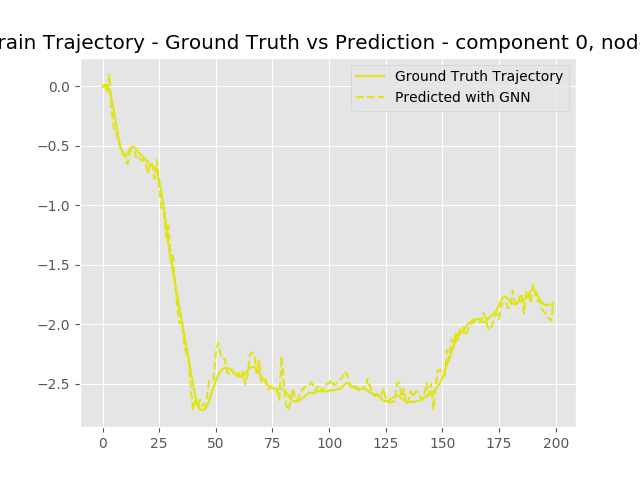 rain Trajectory - Ground Truth vs Prediction - component 0, nod
Ground Truth Trajectory
Predicted with GNN
0.0
−0.5
−1.0
−1.5
−2.0
−2.5
0 25 50 75 100 125 150 175 200